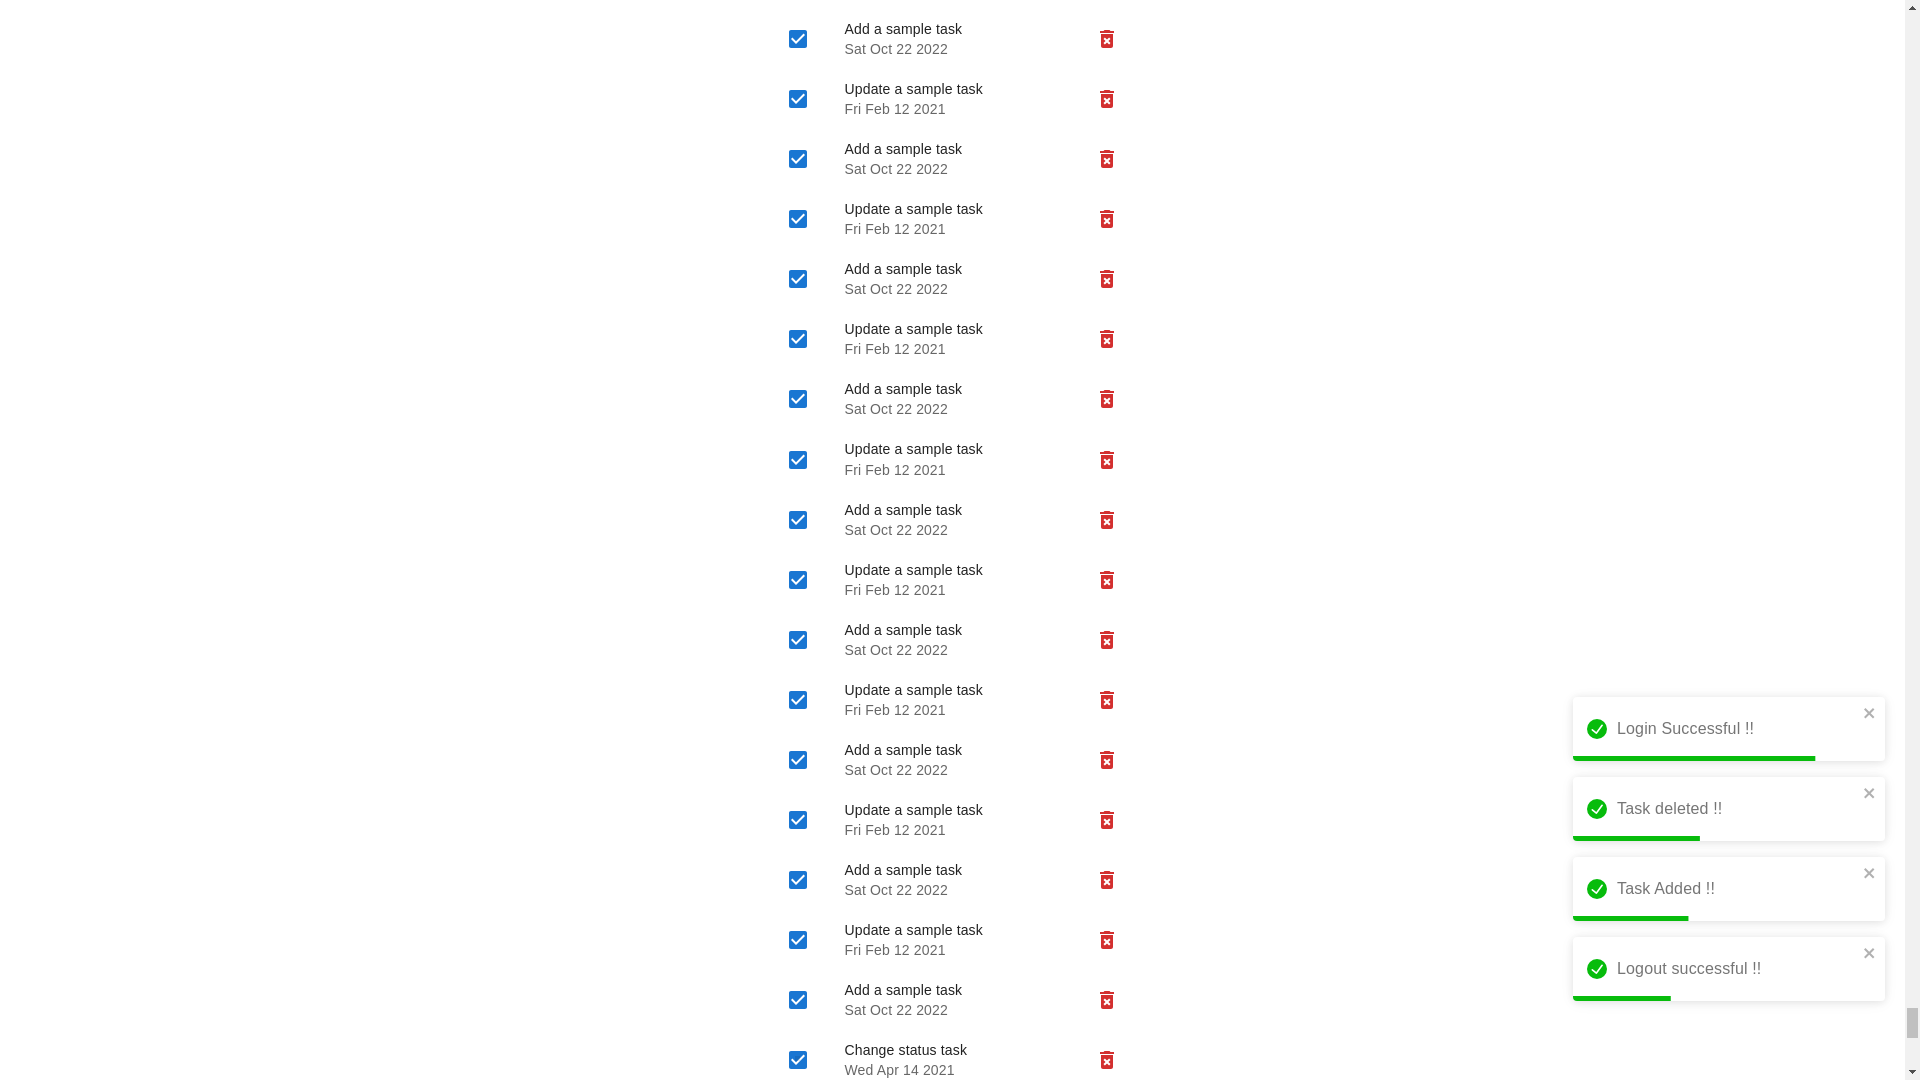 Add a sample task
Sat Oct 22 2022
Update a sample task
Fri Feb 12 2021
Add a sample task
Sat Oct 22 2022
Update a sample task
Fri Feb 12 2021
Add a sample task
Sat Oct 22 2022
Update a sample task
Fri Feb 12 2021
Add a sample task
Sat Oct 22 2022
Update a sample task
Fri Feb 12 2021
Add a sample task
Sat Oct 22 2022
Update a sample task
Fri Feb 12 2021
Add a sample task
Sat Oct 22 2022
Update a sample task
Fri Feb 12 2021
Add a sample task
Sat Oct 22 2022
Update a sample task
Fri Feb 12 2021
Add a sample task
Sat Oct 22 2022
Update a sample task
Fri Feb 12 2021
Add a sample task
Sat Oct 22 2022
Change status task
Wed Apr 14 2021
Login Successful !!
Task deleted !!
Task Added !!
Logout successful !!